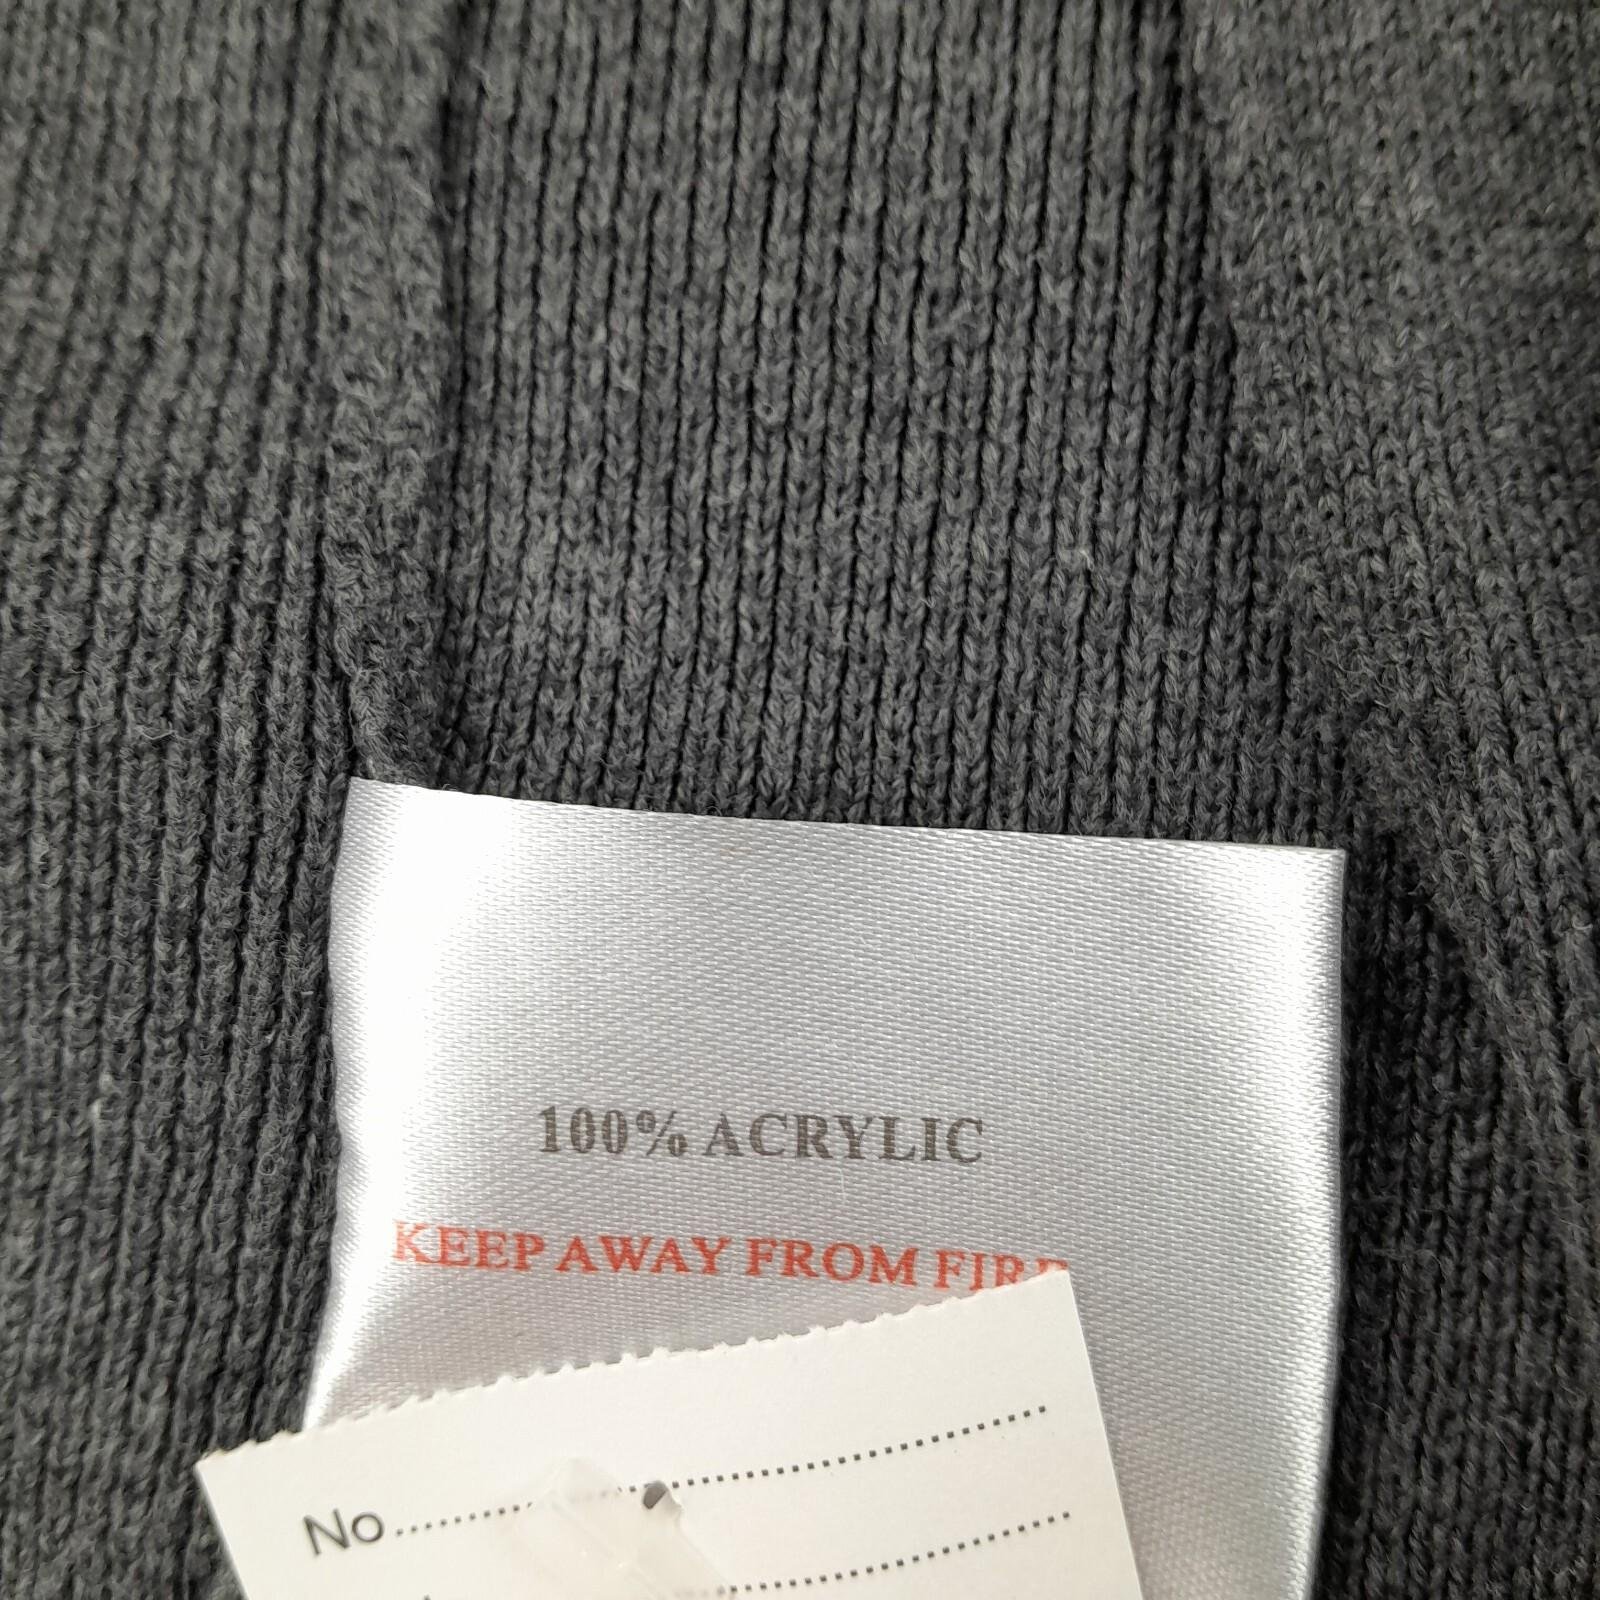 100% ACRYLIC
KEEP AWAY FROM FIRE
No